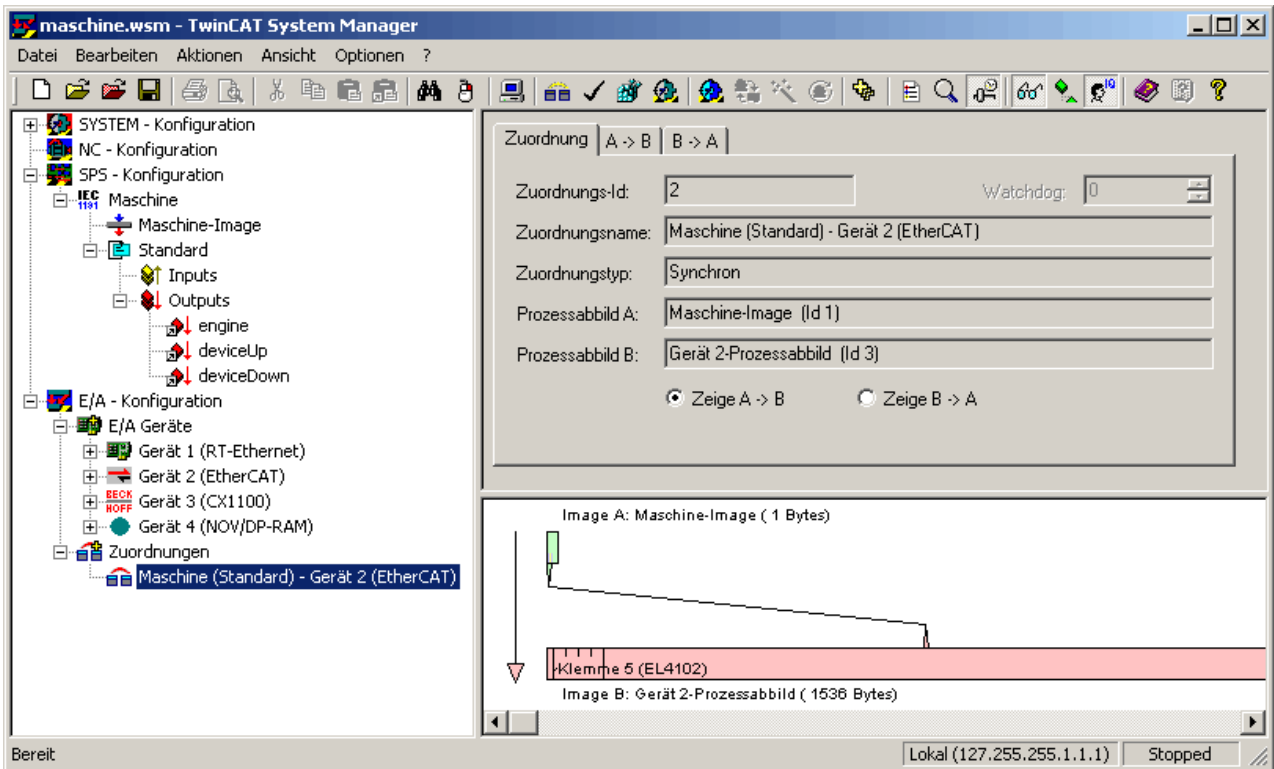 maschine.wsm - TwinCAT System Manager
Datei Bearbeiten Aktionen Ansicht Optionen ?
SYSTEM - Konfiguration
NC - Konfiguration
SPS - Konfiguration
IEC 1131 Maschine
Maschine-Image
Standard
Inputs
Outputs
engine
deviceUp
deviceDown
E/A - Konfiguration
E/A Geräte
Gerät 1 (RT-Ethernet)
Gerät 2 (EtherCAT)
BECK HOFF Gerät 3 (CX1100)
Gerät 4 (NOV/DP-RAM)
Zuordnungen
Maschine (Standard) - Gerät 2 (EtherCAT)
Zuordnung A -> B B -> A
Zuordnungs-Id: 2 Watchdog: 0
Zuordnungsname: Maschine (Standard) - Gerät 2 (EtherCAT)
Zuordnungstyp: Synchron
Prozessabbild A: Maschine-Image (Id 1)
Prozessabbild B: Gerät 2-Prozessabbild (Id 3)
Zeige A -> B Zeige B -> A
Image A: Maschine-Image ( 1 Bytes)
Klemme 5 (EL4102)
Image B: Gerät 2-Prozessabbild ( 1536 Bytes)
Bereit Lokal (127.255.255.1.1.1) Stopped